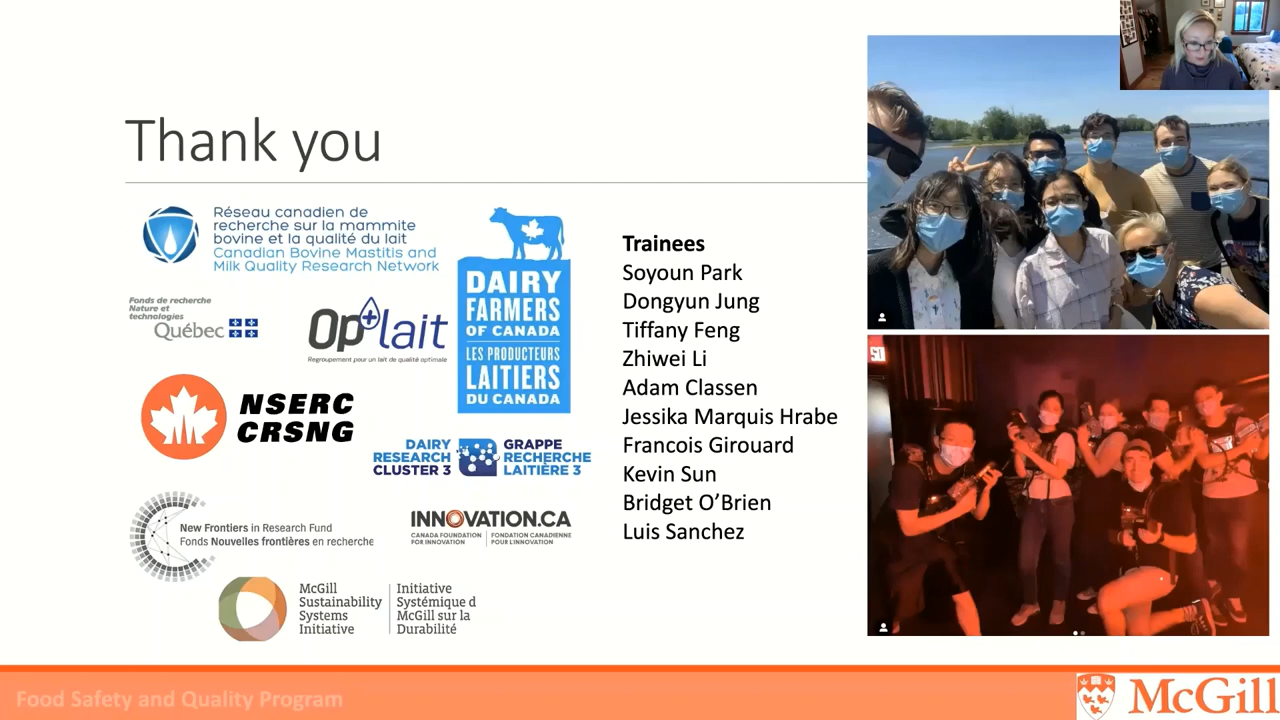 Thank you
Réseau canadien de
recherche sur la mammite
bovine et la qualité du lait
Canadian Bovine Mastitis and
Milk Quality Research Network
Fonds de recherche
Nature et
technologies
Québec
Op+lait
Regroupement pour un lait de qualité optimale
DAIRY
FARMERS
OF CANADA
LES PRODUCTEURS
LAITIERS
DU CANADA
NSERC
CRSNG
DAIRY
RESEARCH
CLUSTER 3
GRAPPE
RECHERCHE
LAITIÈRE 3
New Frontiers in Research Fund
Fonds Nouvelles frontières en recherche
INNOVATION.CA
CANADA FOUNDATION
FOR INNOVATION
FONDATION CANADIENNE
POUR L'INNOVATION
McGill
Sustainability
Systems
Initiative
Initiative
Systémique d
McGill sur la
Durabilité
Trainees
Soyoun Park
Dongyun Jung
Tiffany Feng
Zhiwei Li
Adam Classen
Jessika Marquis Hrabe
Francois Girouard
Kevin Sun
Bridget O'Brien
Luis Sanchez
Food Safety and Quality Program
McGill